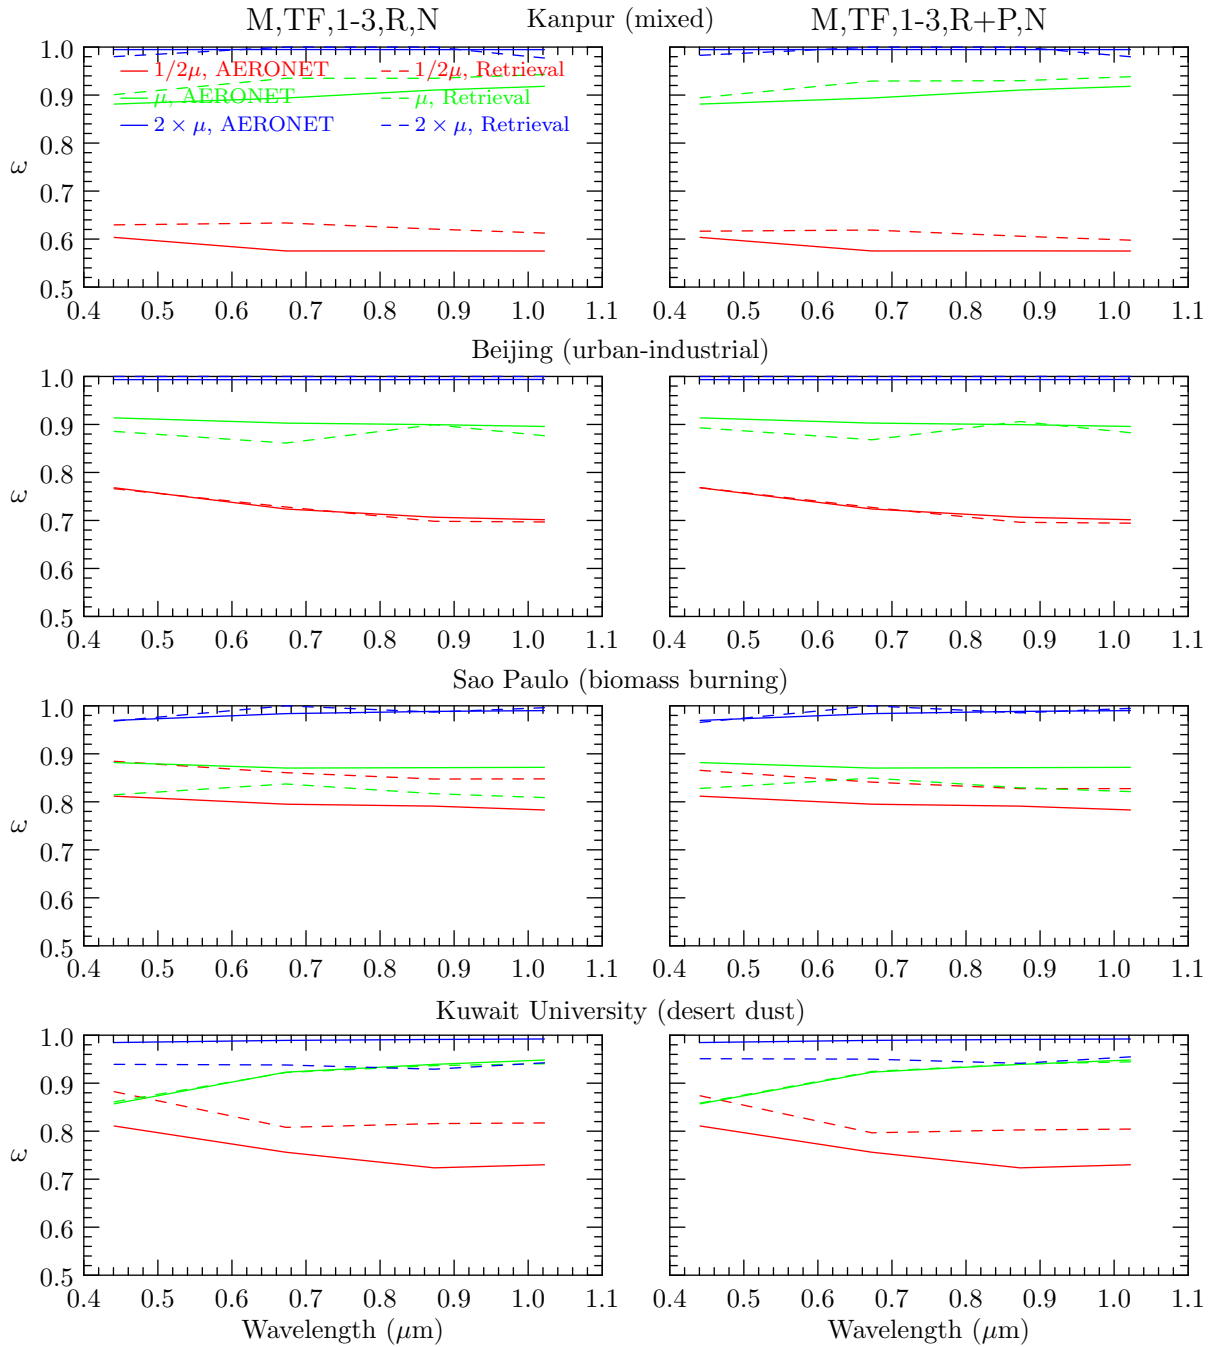 M,TF,1-3,R,N Kanpur (mixed) M,TF,1-3,R+P,N
1/2μ, AERONET 1/2μ, Retrieval
μ, AERONET μ, Retrieval
2 × μ, AERONET 2 × μ, Retrieval
ω
1.0
0.9
0.8
0.7
0.6
0.5
0.4 0.5 0.6 0.7 0.8 0.9 1.0 1.1
0.4 0.5 0.6 0.7 0.8 0.9 1.0 1.1
Beijing (urban-industrial)
ω
1.0
0.9
0.8
0.7
0.6
0.5
0.4 0.5 0.6 0.7 0.8 0.9 1.0 1.1
0.4 0.5 0.6 0.7 0.8 0.9 1.0 1.1
Sao Paulo (biomass burning)
ω
1.0
0.9
0.8
0.7
0.6
0.5
0.4 0.5 0.6 0.7 0.8 0.9 1.0 1.1
0.4 0.5 0.6 0.7 0.8 0.9 1.0 1.1
Kuwait University (desert dust)
ω
1.0
0.9
0.8
0.7
0.6
0.5
0.4 0.5 0.6 0.7 0.8 0.9 1.0 1.1
0.4 0.5 0.6 0.7 0.8 0.9 1.0 1.1
Wavelength (μm) Wavelength (μm)